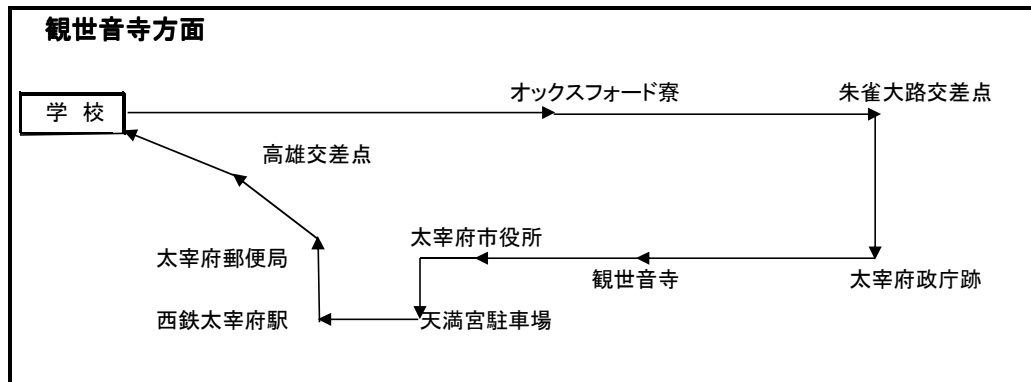 観世音寺方面
学 校
オックスフォード寮
朱雀大路交差点
高雄交差点
太宰府市役所
太宰府郵便局
観世音寺
太宰府政庁跡
西鉄太宰府駅
天満宮駐車場